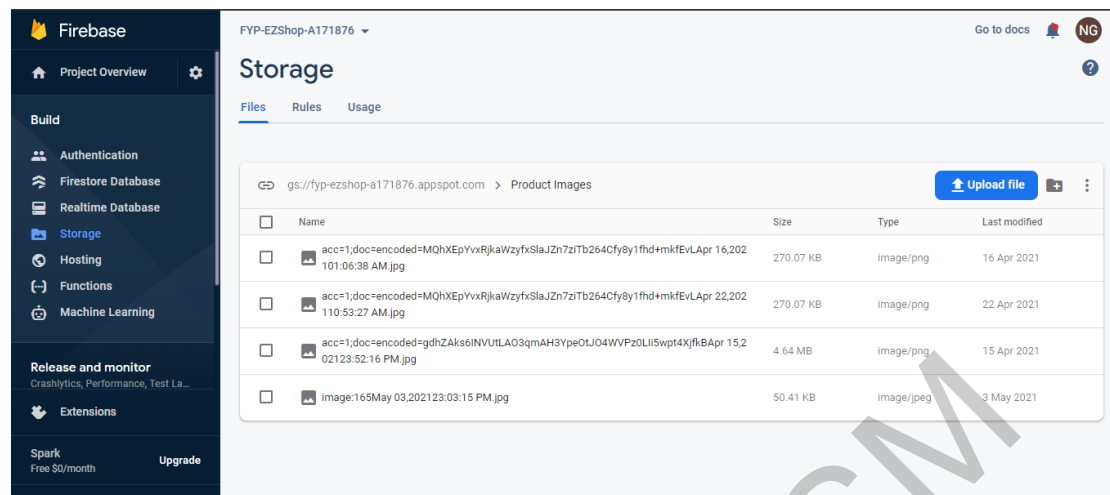 Firebase
Project Overview
Build
Authentication
Firestore Database
Realtime Database
Storage
Hosting
Functions
Machine Learning
Release and monitor
Crashlytics, Performance, Test La...
Extensions
Spark
Free $0/month
Upgrade
FYP-EZShop-A171876
Go to docs
NG
Storage
?
Files Rules Usage
gs://fyp-ezshop-a171876.appspot.com > Product Images
Upload file
Name Size Type Last modified
acc=1;doc=encoded=MQhXEpYvxRjkaWzyfxSlaJZn7ziTb264Cfy8y1fhd+mkfEvLApr 16,202
101:06:38 AM.jpg
270.07 KB image/png 16 Apr 2021
acc=1;doc=encoded=MQhXEpYvxRjkaWzyfxSlaJZn7ziTb264Cfy8y1fhd+mkfEvLApr 22,202
110:53:27 AM.jpg
270.07 KB image/png 22 Apr 2021
acc=1;doc=encoded=gdhZAks6INVUtLAO3qmAH3YpeOtJO4WVPz0LIi5wpt4XjfkBApr 15,2
02123:52:16 PM.jpg
4.64 MB image/png 15 Apr 2021
image:165May 03,202123:03:15 PM.jpg
50.41 KB image/jpeg 3 May 2021